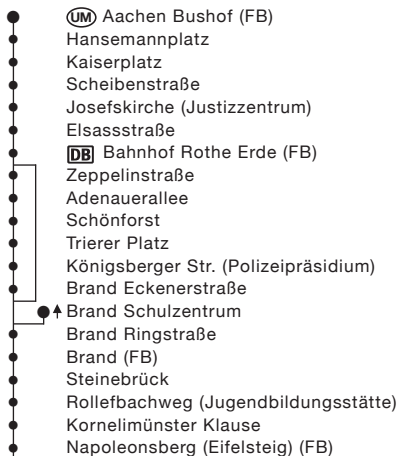 UM Aachen Bushof (FB)
Hansemannplatz
Kaiserplatz
Scheibenstraße
Josefskirche (Justizzentrum)
Elsassstraße
DB Bahnhof Rothe Erde (FB)
Zeppelinstraße
Adenauerallee
Schönforst
Trierer Platz
Königsberger Str. (Polizeipräsidium)
Brand Eckenerstraße
Brand Schulzentrum
Brand Ringstraße
Brand (FB)
Steinebrück
Rollefbachweg (Jugendbildungsstätte)
Kornelimünster Klause
Napoleonsberg (Eifelsteig) (FB)